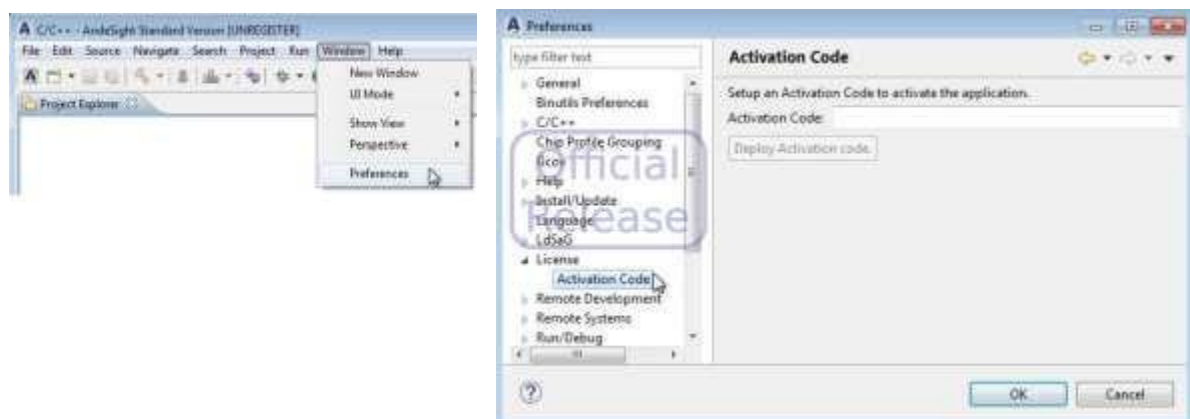 C/C++ - AndeSight Standard Version [UNREGISTER]
File Edit Source Navigate Search Project Run Window Help
Project Explorer
New Window
UI Mode
Show View
Perspective
Preferences
Preferences
type filter text
General
Binutils Preferences
C/C++
Chip Profile Grouping
Gcov
Help
Install/Update
Language
LdSaG
License
Activation Code
Remote Development
Remote Systems
Run/Debug
Official
Release
Activation Code
Setup an Activation Code to activate the application.
Activation Code:
Deploy Activation code.
OK Cancel